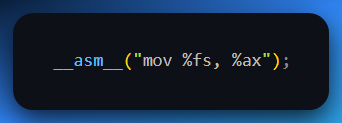 __asm__("mov %fs, %ax");